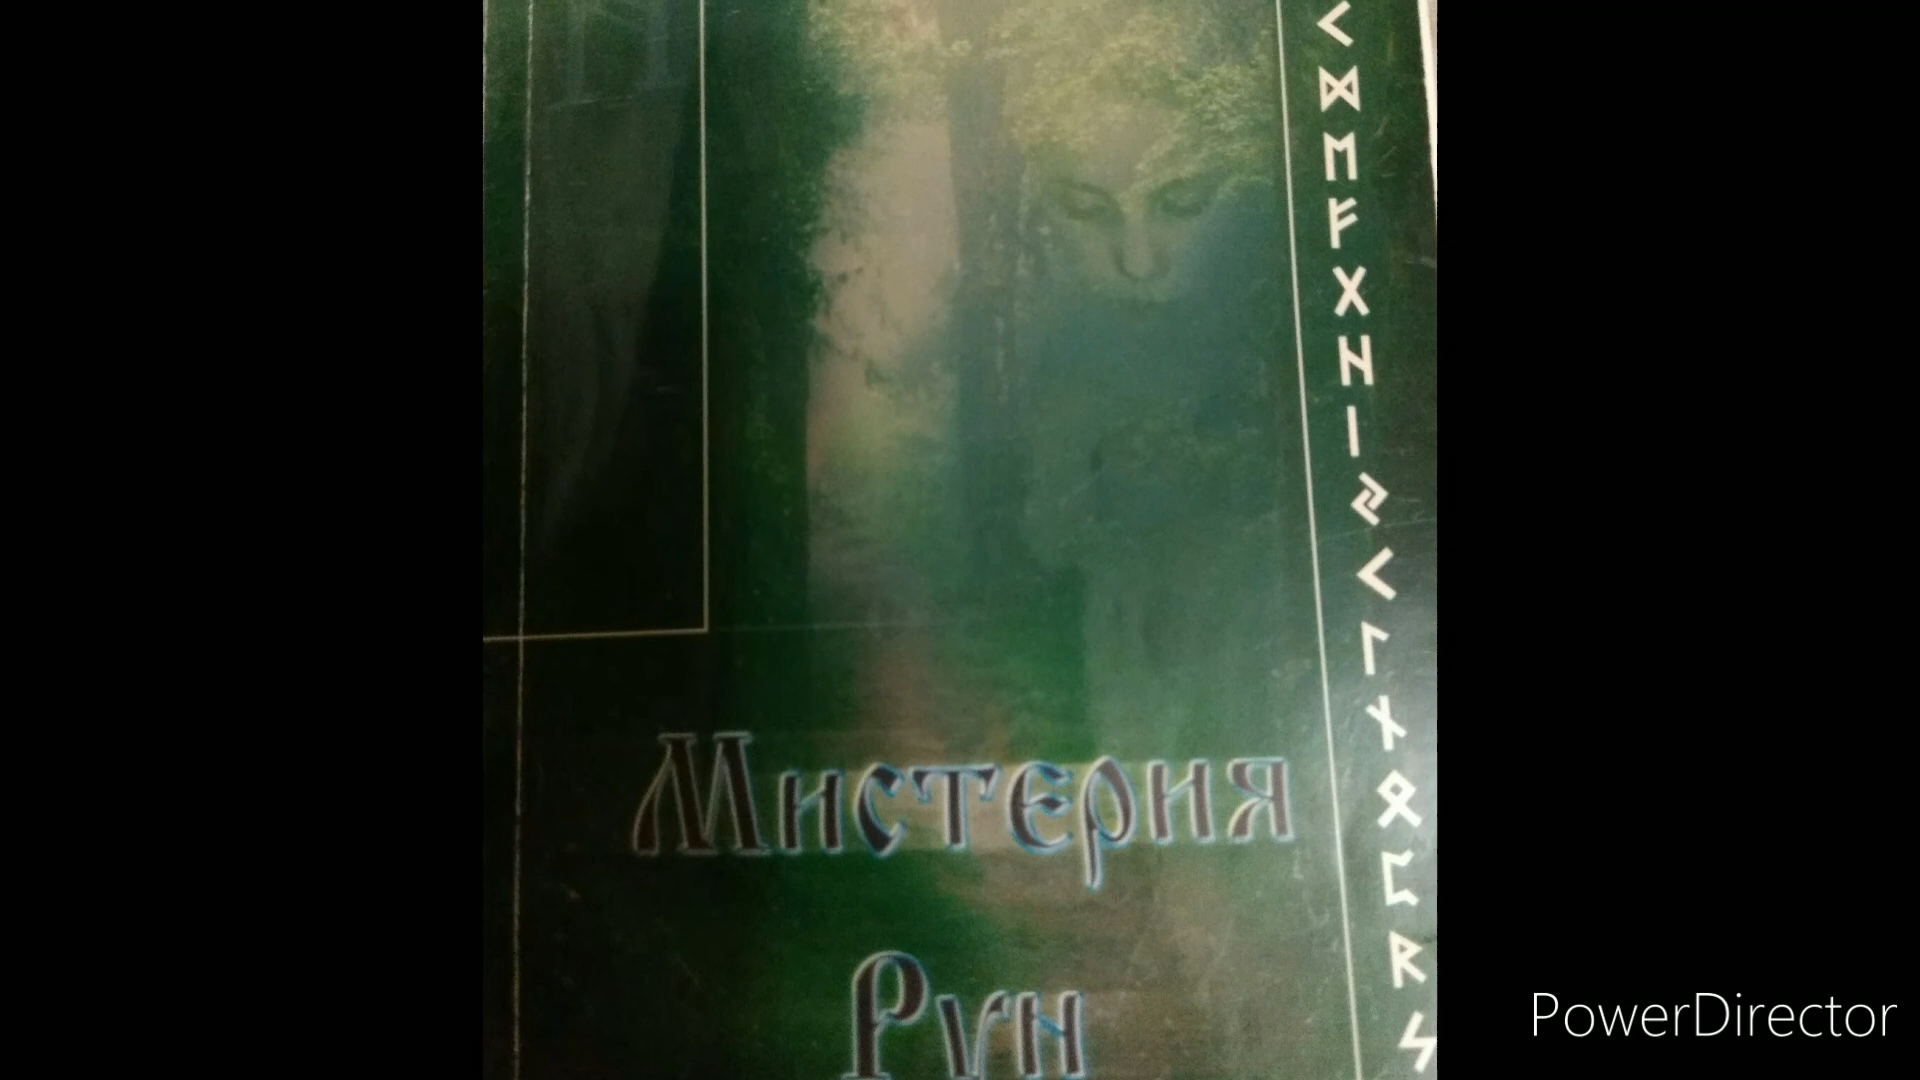 ᚲ
ᛞ
ᛖ
ᚠ
ᚷ
ᚺ
ᛁ
ᛃ
ᚲ
ᛚ
ᚾ
ᛟ
ᛈ
ᚱ
ᛊ
Мистерия
Рун
PowerDirector